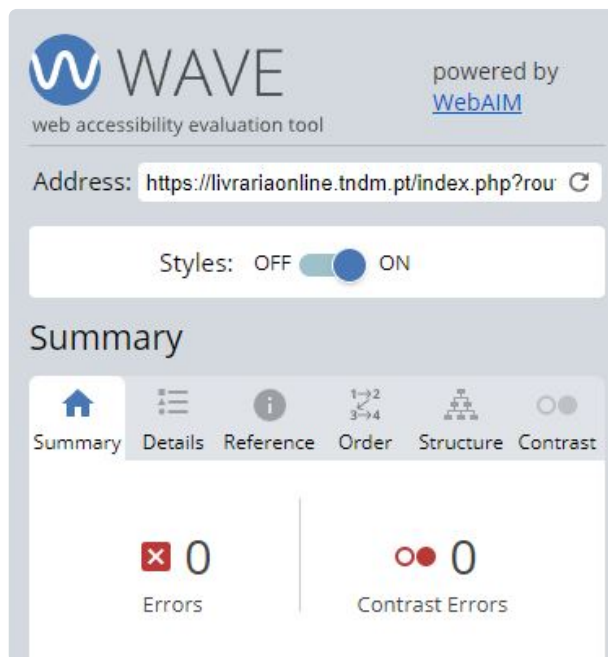 WAVE
powered by
WebAIM
web accessibility evaluation tool
Address: https://livrariaonline.tndm.pt/index.php?rou
Styles: OFF ON
Summary
1 2
3 4
Summary Details Reference Order Structure Contrast
0 0
Errors Contrast Errors